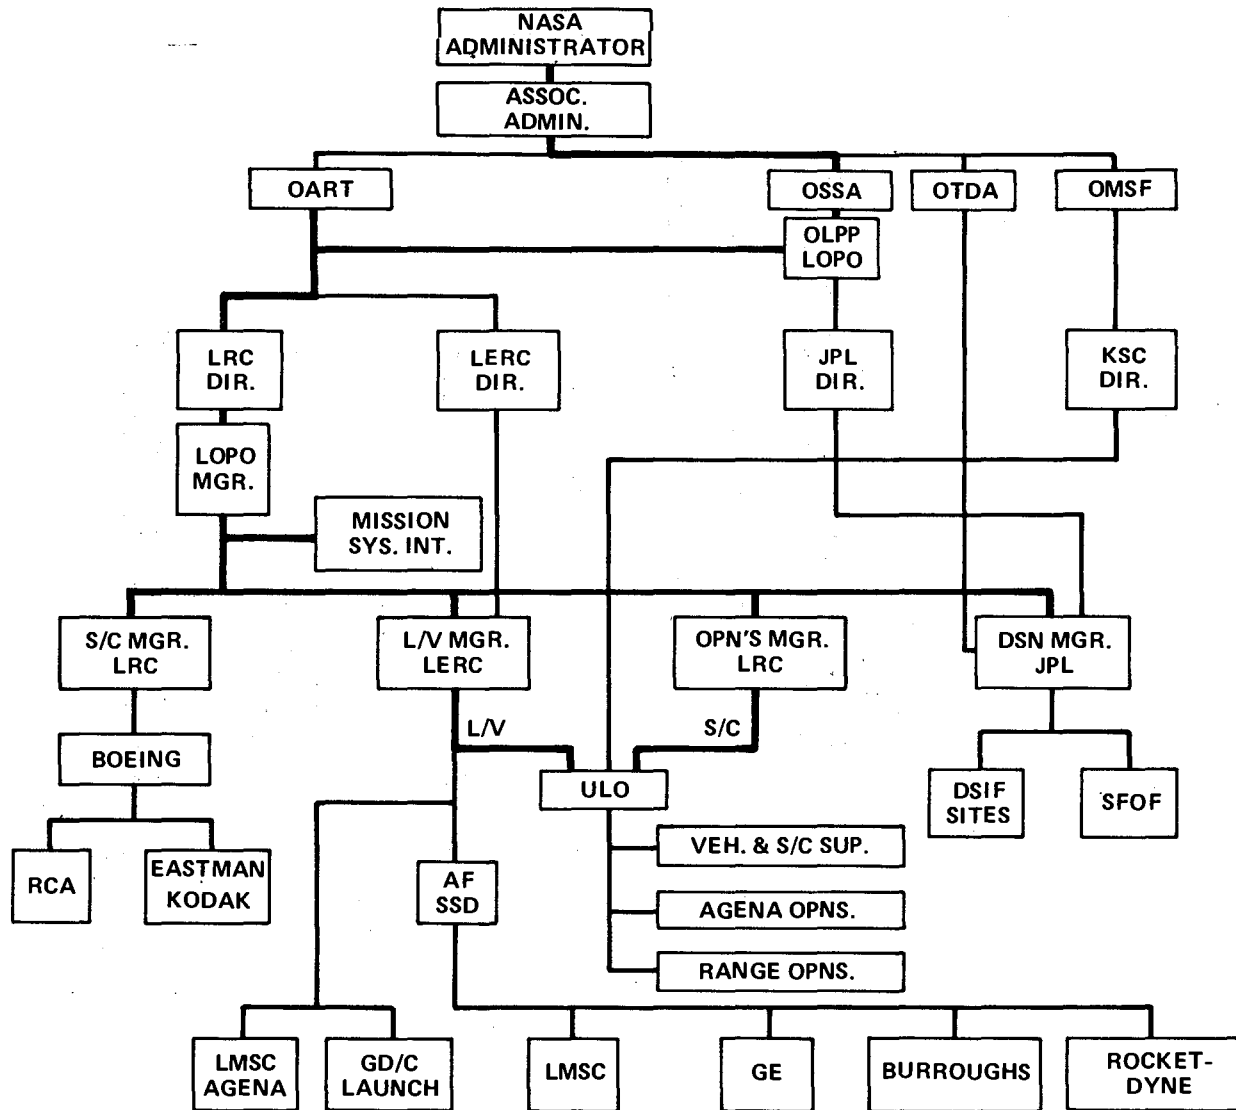 NASA
ADMINISTRATOR
ASSOC.
ADMIN.
OART
OSSA
OTDA
OMSF
OLPP
LOPO
LRC
DIR.
LERC
DIR.
JPL
DIR.
KSC
DIR.
LOPO
MGR.
MISSION
SYS. INT.
S/C MGR.
LRC
L/V MGR.
LERC
OPN'S MGR.
LRC
DSN MGR.
JPL
L/V
S/C
BOEING
ULO
DSIF
SITES
SFOF
RCA
EASTMAN
KODAK
AF
SSD
VEH. & S/C SUP.
AGENA OPNS.
RANGE OPNS.
LMSC
AGENA
GD/C
LAUNCH
LMSC
GE
BURROUGHS
ROCKET-
DYNE